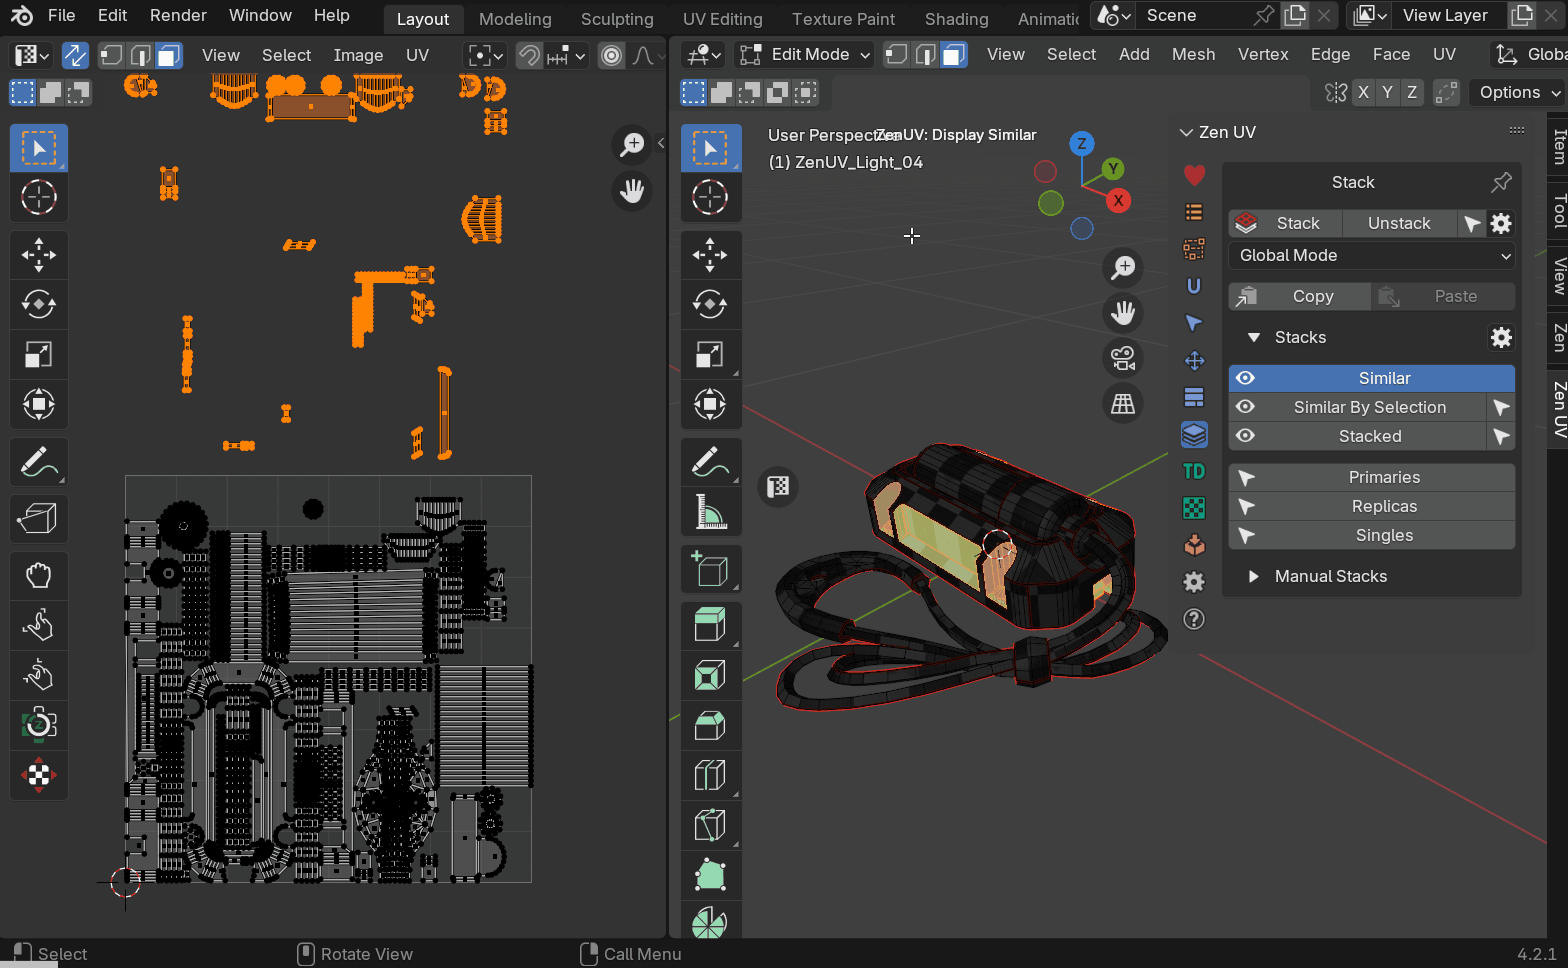 File Edit Render Window Help Layout Modeling Sculpting UV Editing Texture Paint Shading Animatic Scene View Layer
View Select Image UV
Edit Mode View Select Add Mesh Vertex Edge Face UV Globa
X Y Z Options
User Perspective ZenUV: Display Similar
(1) ZenUV_Light_04
Z
Y
X
Zen UV
Stack
Stack Unstack
Global Mode
Copy Paste
Stacks
Similar
Similar By Selection
Stacked
TD
Primaries
Replicas
Singles
Manual Stacks
Item
Tool
View
Zen
Zen UV
Select Rotate View Call Menu 4.2.1